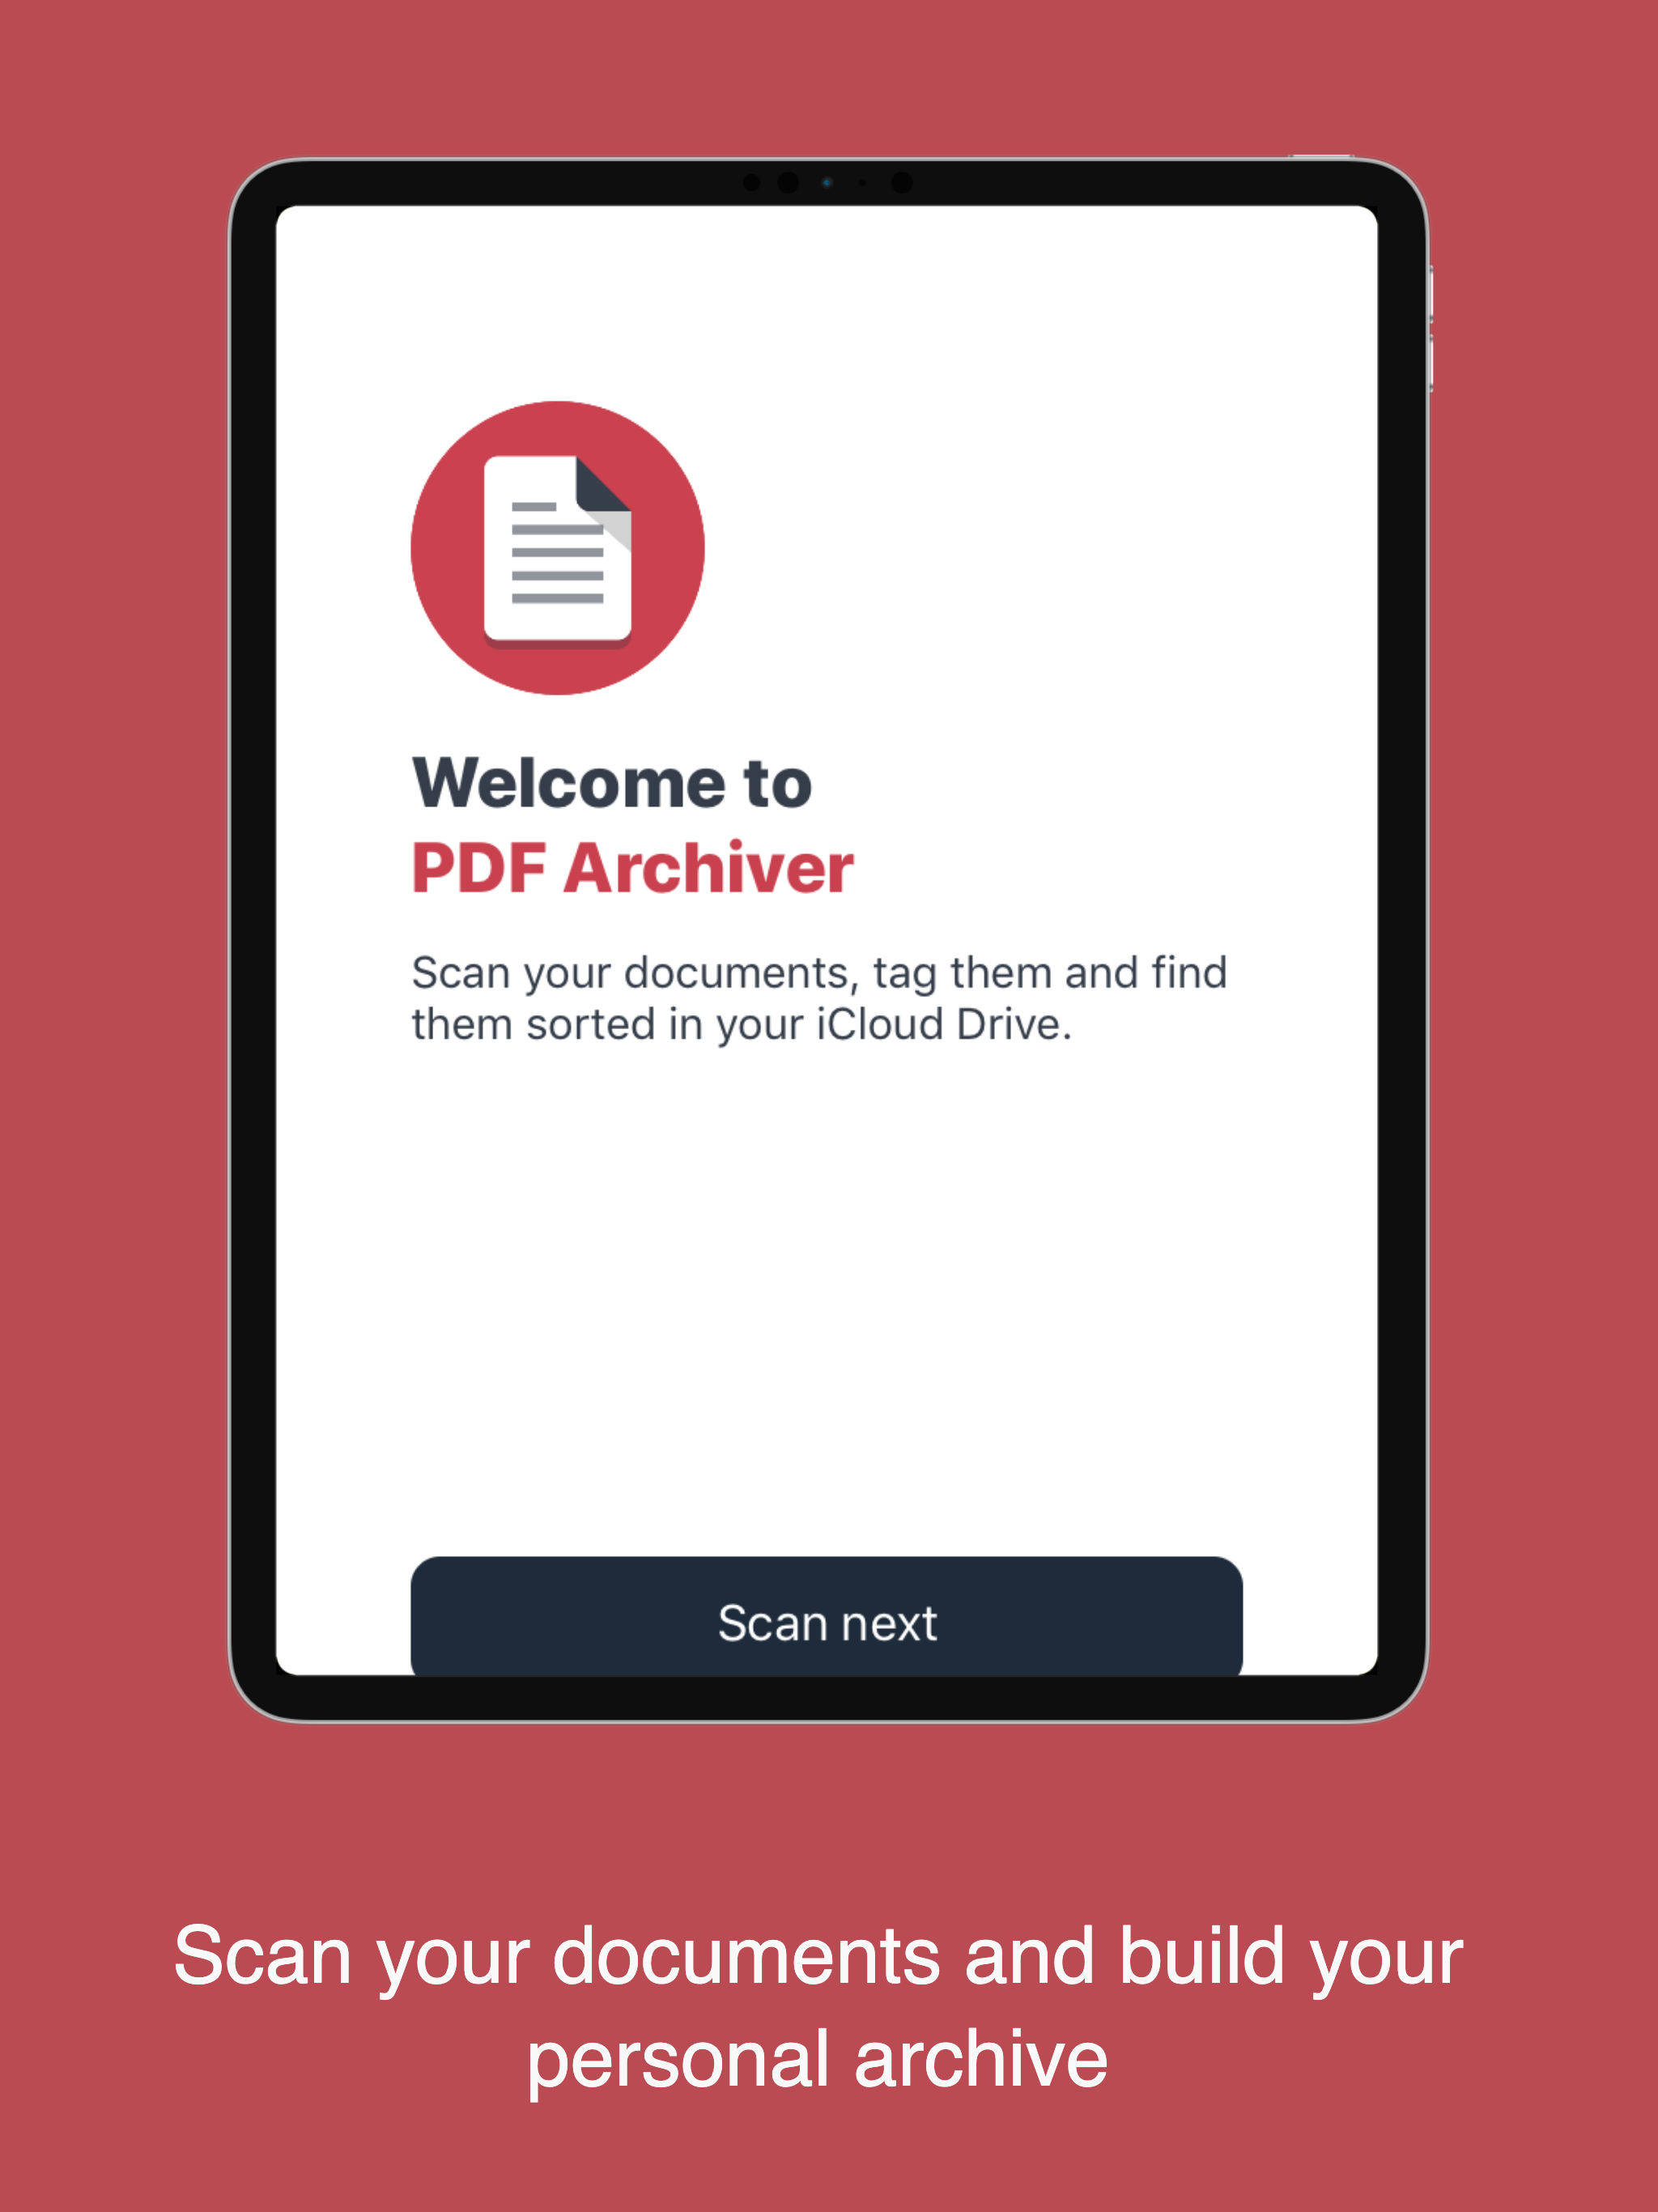 Welcome to
PDF Archiver
Scan your documents, tag them and find
them sorted in your iCloud Drive.
Scan next
Scan your documents and build your
personal archive